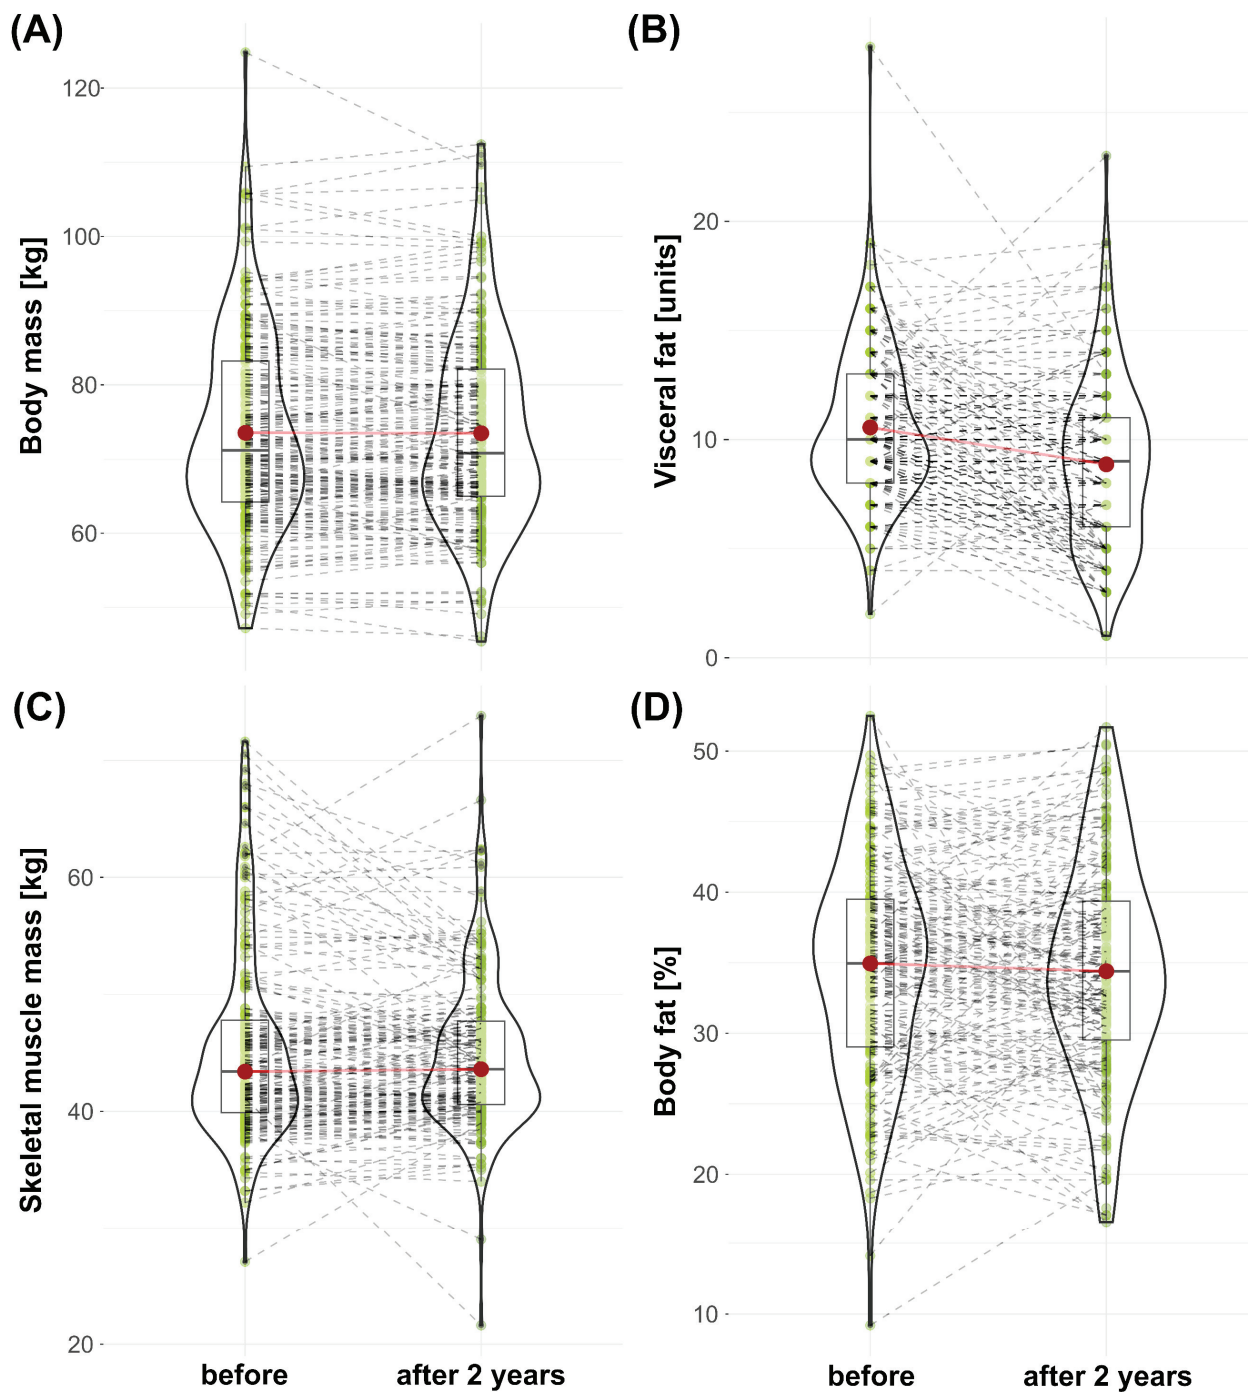 (A)
Body mass [kg]
120
100
80
60
(B)
Visceral fat [units]
20
10
0
(C)
Skeletal muscle mass [kg]
60
40
20
before
after 2 years
(D)
Body fat [%]
50
40
30
20
10
before
after 2 years